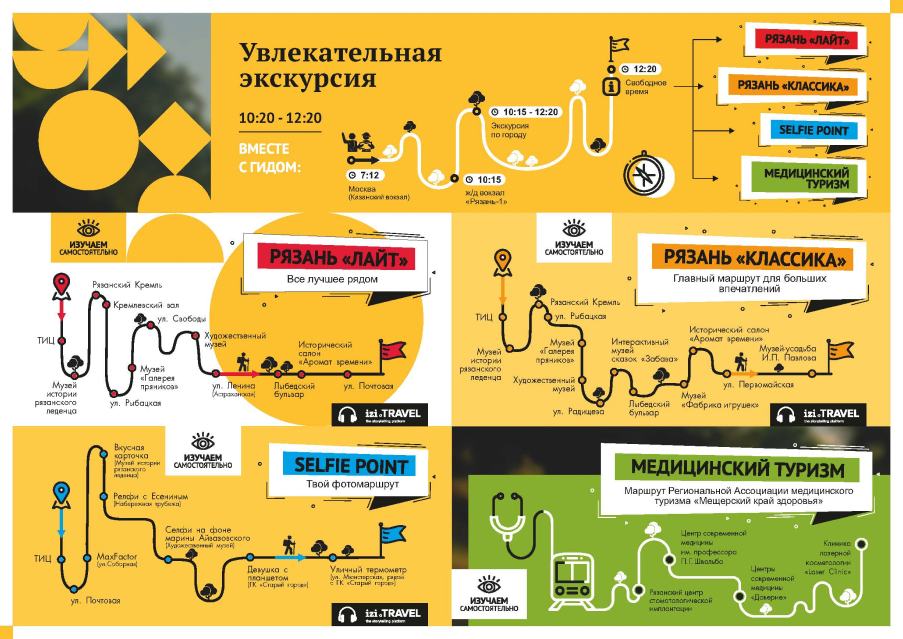 Увлекательная
экскурсия
10:20 - 12:20
ВМЕСТЕ
С ГИДОМ:
7:12
Москва
(Казанский вокзал)
10:15
ж/д вокзал
«Рязань-1»
10:15 - 12:20
Экскурсия
по городу
12:20
Свободное
время
РЯЗАНЬ «ЛАЙТ»
РЯЗАНЬ «КЛАССИКА»
SELFIE POINT
МЕДИЦИНСКИЙ
ТУРИЗМ
ИЗУЧАЕМ
САМОСТОЯТЕЛЬНО
РЯЗАНЬ «ЛАЙТ»
Все лучшее рядом
ТИЦ
Музей
истории
рязанского
леденца
Рязанский Кремль
Кремлевский вал
ул. Рыбацкая
Музей
«Галерея
пряников»
ул. Свободы
Художественный
музей
ул. Ленина
(Астраханская)
Лыбедский
бульвар
Исторический
салон
«Аромат времени»
ул. Почтовая
izi.TRAVEL
the storytelling platform
ИЗУЧАЕМ
САМОСТОЯТЕЛЬНО
РЯЗАНЬ «КЛАССИКА»
Главный маршрут для больших
впечатлений
ТИЦ
Музей
истории
рязанского
леденца
Рязанский Кремль
ул. Рыбацкая
Музей
«Галерея
пряников»
Художественный
музей
ул. Радищева
Интерактивный
музей
сказок «Забава»
Лыбедский
бульвар
Музей
«Фабрика игрушек»
Исторический салон
«Аромат времени»
ул. Первомайская
Музей-усадьба
И.П. Павлова
izi.TRAVEL
the storytelling platform
ИЗУЧАЕМ
САМОСТОЯТЕЛЬНО
SELFIE POINT
Твой фотомаршрут
ТИЦ
ул. Почтовая
MaxFactor
(ул.Соборная)
Вкусная
карточка
(Музей истории
рязанского
леденца)
Релфи с Есениным
(Набережная трубежа)
Селфи на фоне
марины Айвазовского
(Художественный музей)
Девушка с
планшетом
(ГК «Старый город»)
Уличный термометр
(ул. Мюнстерская, рядом
с ГК «Старый город»)
izi.TRAVEL
the storytelling platform
МЕДИЦИНСКИЙ ТУРИЗМ
Маршрут Региональной Ассоциации медицинского
туризма «Мещерский край здоровья»
ИЗУЧАЕМ
САМОСТОЯТЕЛЬНО
Рязанский центр
стоматологической
имплантации
Центр современной
медицины
им. профессора
П.Г. Швальба
Центры
современной
медицины
«Доверие»
Клиника
лазерной
косметологии
«Laser Clinic»